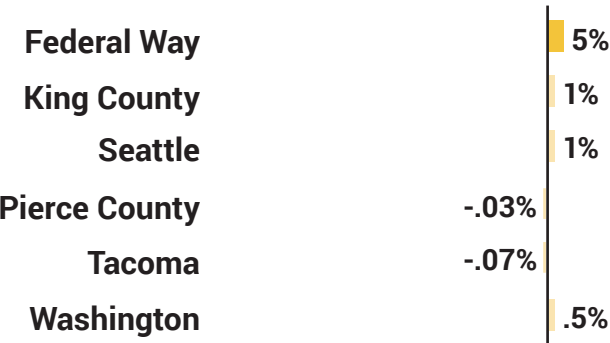 Federal Way 5%
King County 1%
Seattle 1%
Pierce County -.03%
Tacoma -.07%
Washington .5%